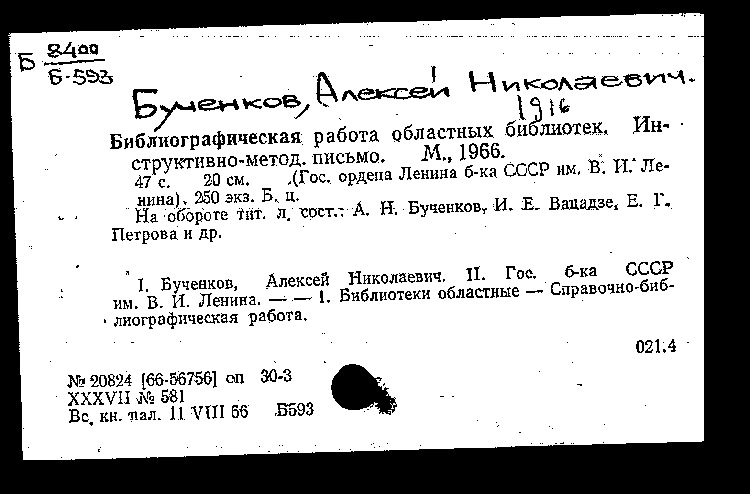 Б 8400
Б-593
Бученков, Алексей Николаевич.
1916
Библиографическая работа областных библиотек. Ин-
структивно-метод. письмо. М., 1966.
47 с. 20 см. (Гос. ордена Ленина б-ка СССР им. В. И. Ле-
нина). 250 экз. Б. ц.
На обороте тит. л. сост.: А. Н. Бученков, И. Е. Вацадзе, Е. Г.
Петрова и др.
I. Бученков, Алексей Николаевич. II. Гос. б-ка СССР
им. В. И. Ленина. — — 1. Библиотеки областные — Справочно-биб-
лиографическая работа.
021.4
№ 20824 [66-56756] оп 30-3
XXXVII № 581
Вс. кн. пал. 11 VIII 66 Б593